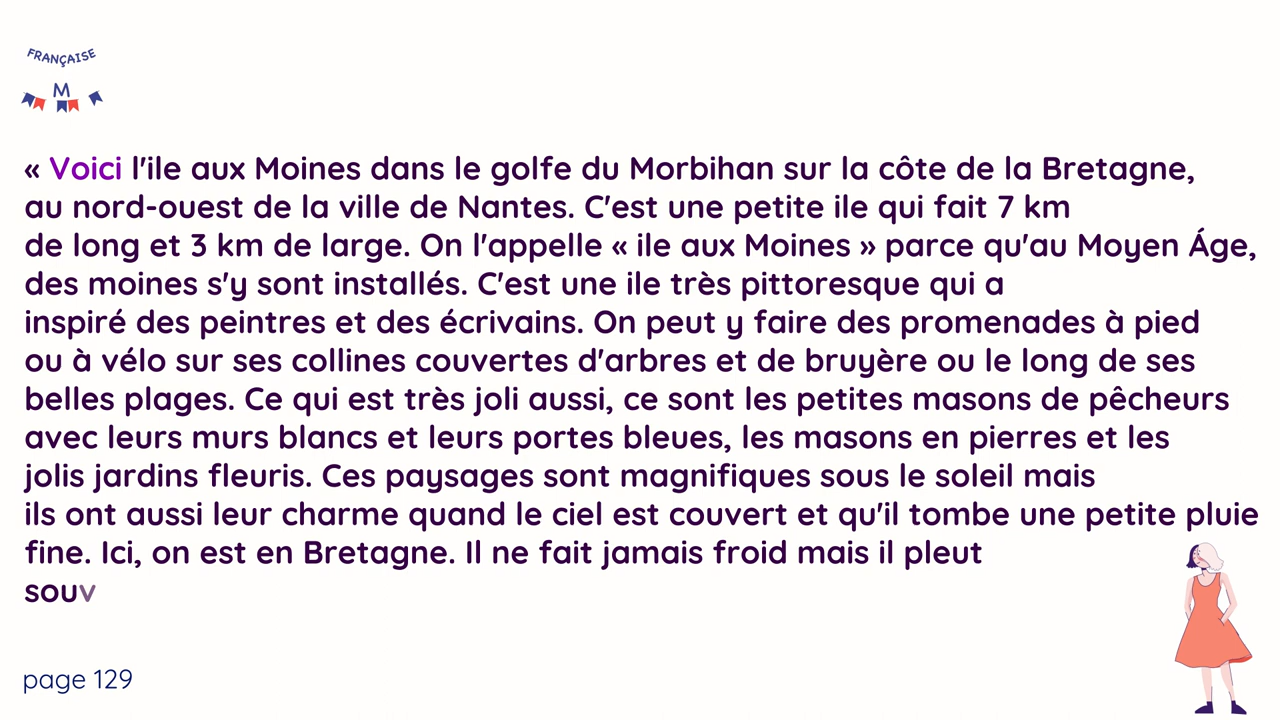 FRANÇAISE
M
« Voici l'ile aux Moines dans le golfe du Morbihan sur la côte de la Bretagne,
au nord-ouest de la ville de Nantes. C'est une petite ile qui fait 7 km
de long et 3 km de large. On l'appelle « ile aux Moines » parce qu'au Moyen Áge,
des moines s'y sont installés. C'est une ile très pittoresque qui a
inspiré des peintres et des écrivains. On peut y faire des promenades à pied
ou à vélo sur ses collines couvertes d'arbres et de bruyère ou le long de ses
belles plages. Ce qui est très joli aussi, ce sont les petites masons de pêcheurs
avec leurs murs blancs et leurs portes bleues, les masons en pierres et les
jolis jardins fleuris. Ces paysages sont magnifiques sous le soleil mais
ils ont aussi leur charme quand le ciel est couvert et qu'il tombe une petite pluie
fine. Ici, on est en Bretagne. Il ne fait jamais froid mais il pleut
souv
page 129